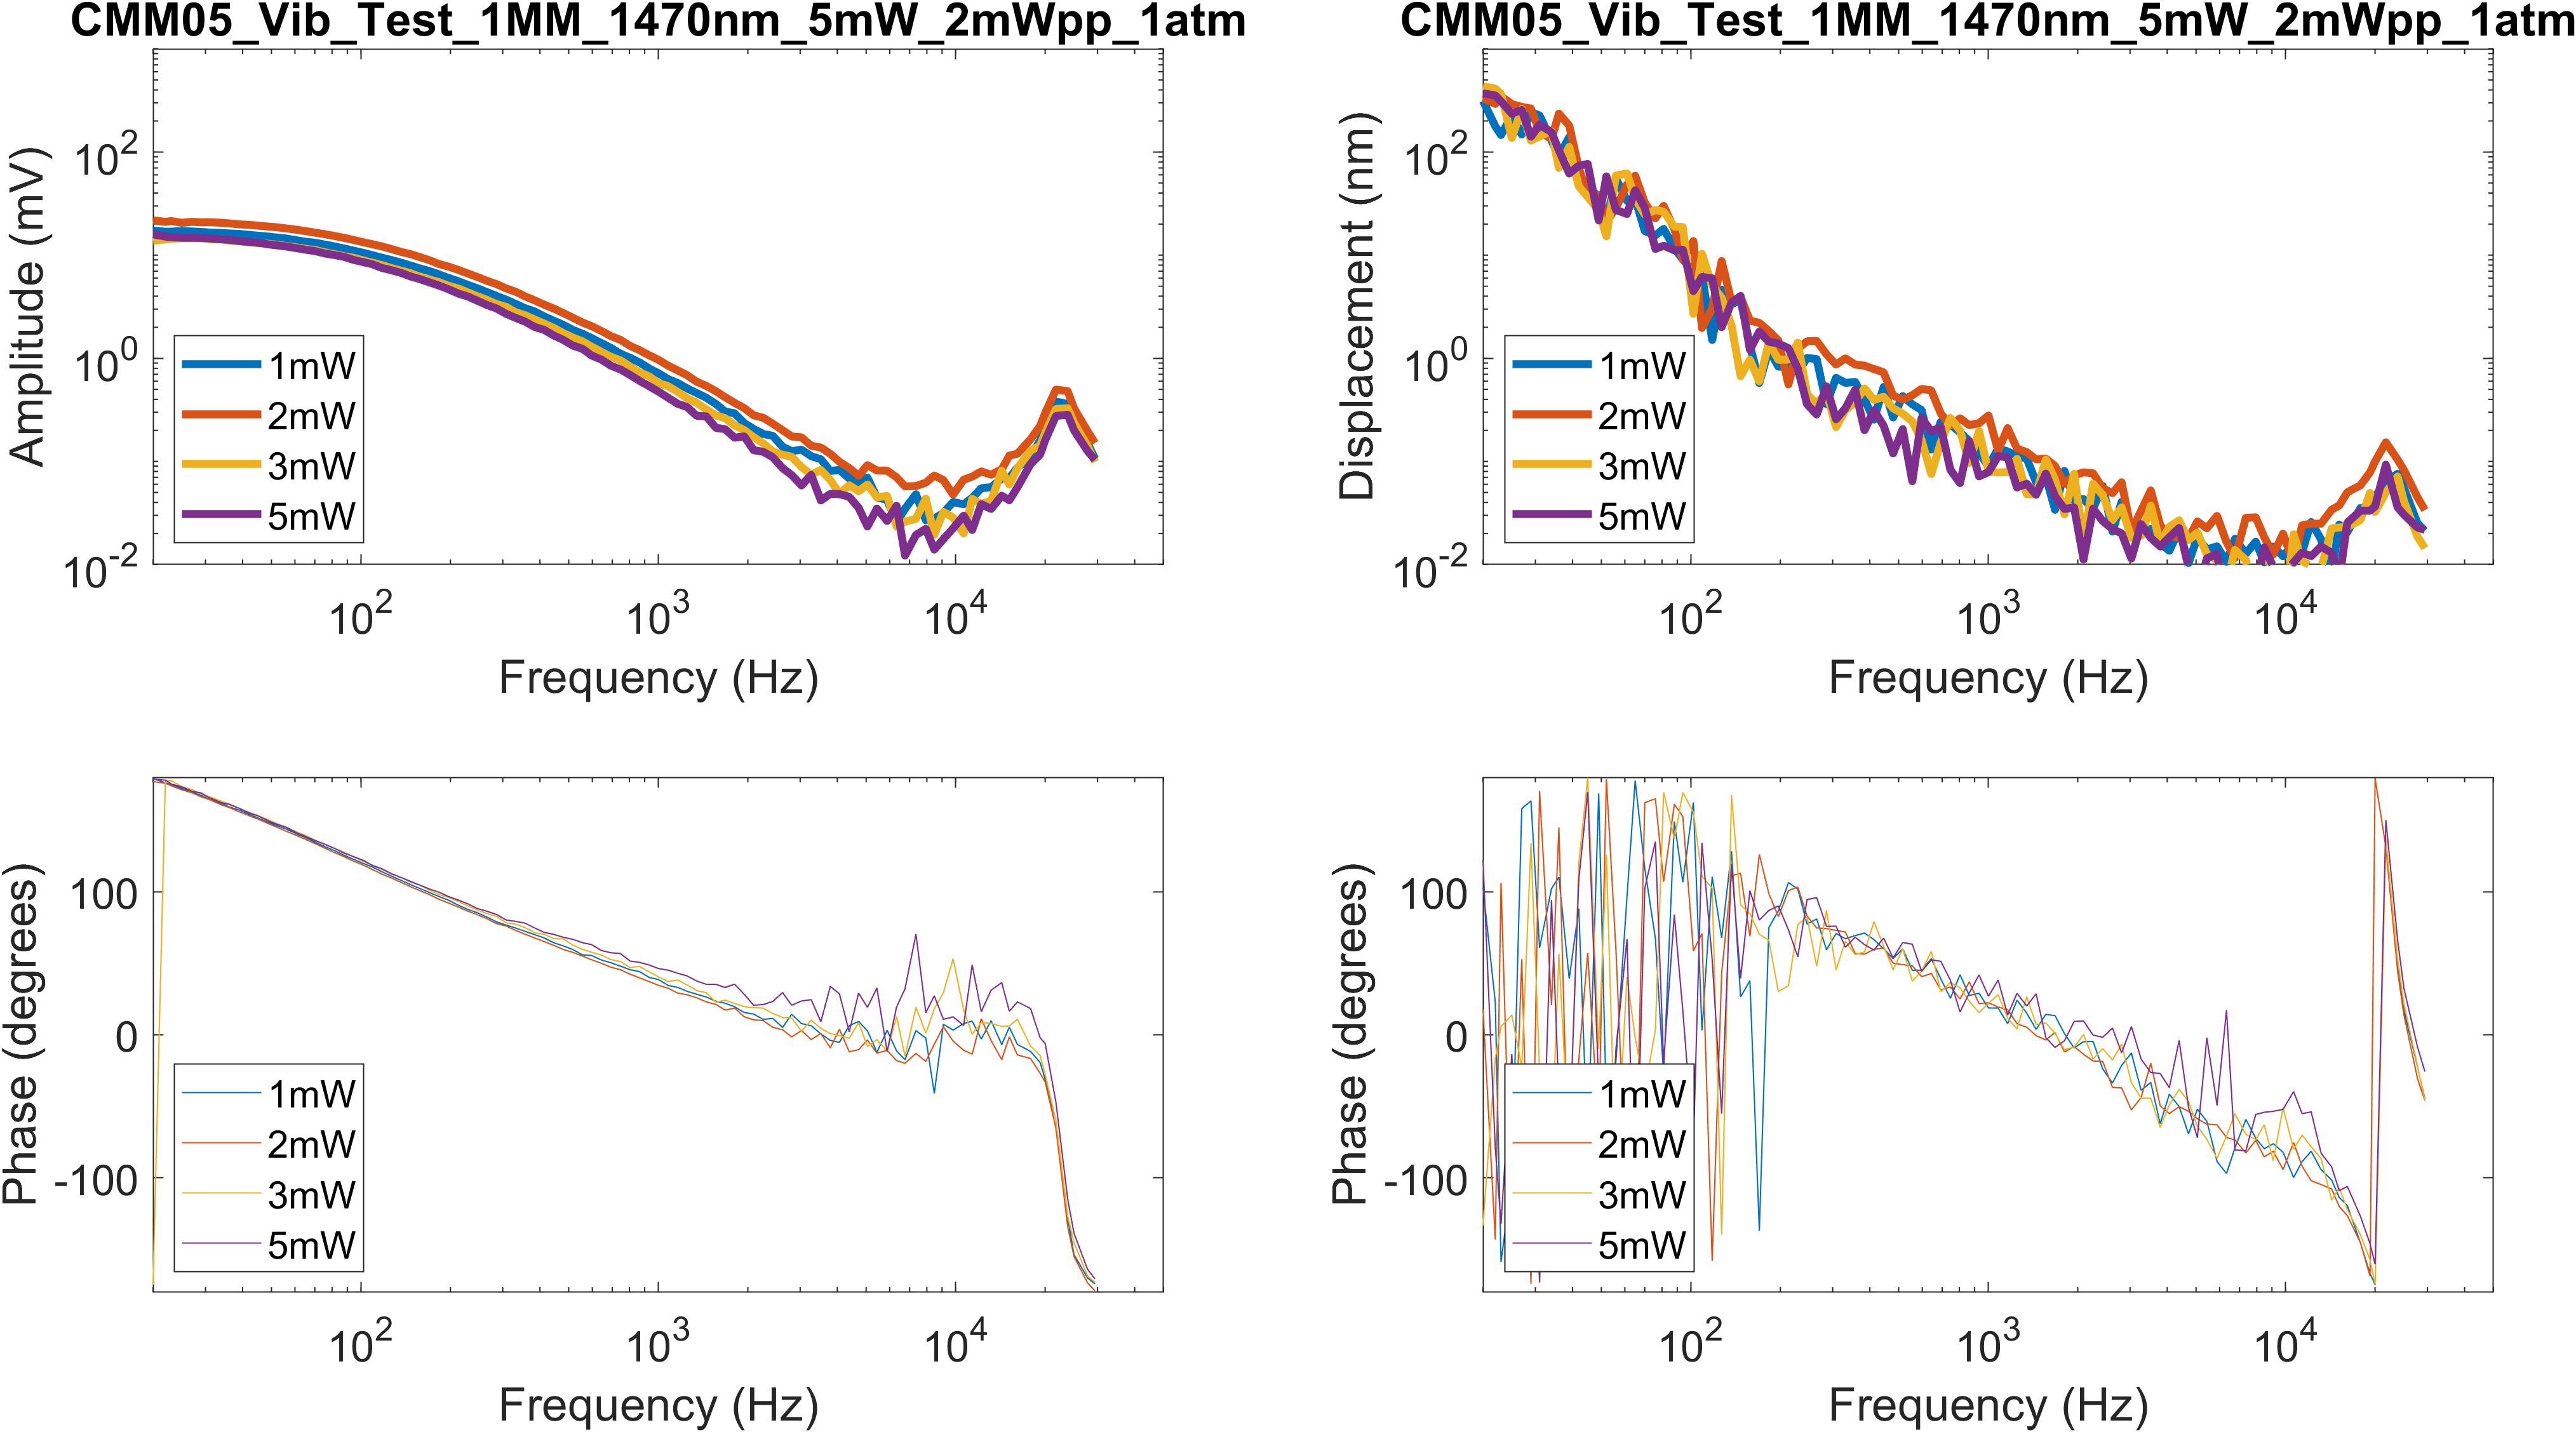 CMM05_Vib_Test_1MM_1470nm_5mW_2mWpp_1atm
Amplitude (mV)
10^2
10^0
10^-2
1mW
2mW
3mW
5mW
10^2
10^3
10^4
Frequency (Hz)
CMM05_Vib_Test_1MM_1470nm_5mW_2mWpp_1atm
Displacement (nm)
10^2
10^0
10^-2
1mW
2mW
3mW
5mW
10^2
10^3
10^4
Frequency (Hz)
Phase (degrees)
100
0
-100
1mW
2mW
3mW
5mW
10^2
10^3
10^4
Frequency (Hz)
Phase (degrees)
100
0
-100
1mW
2mW
3mW
5mW
10^2
10^3
10^4
Frequency (Hz)